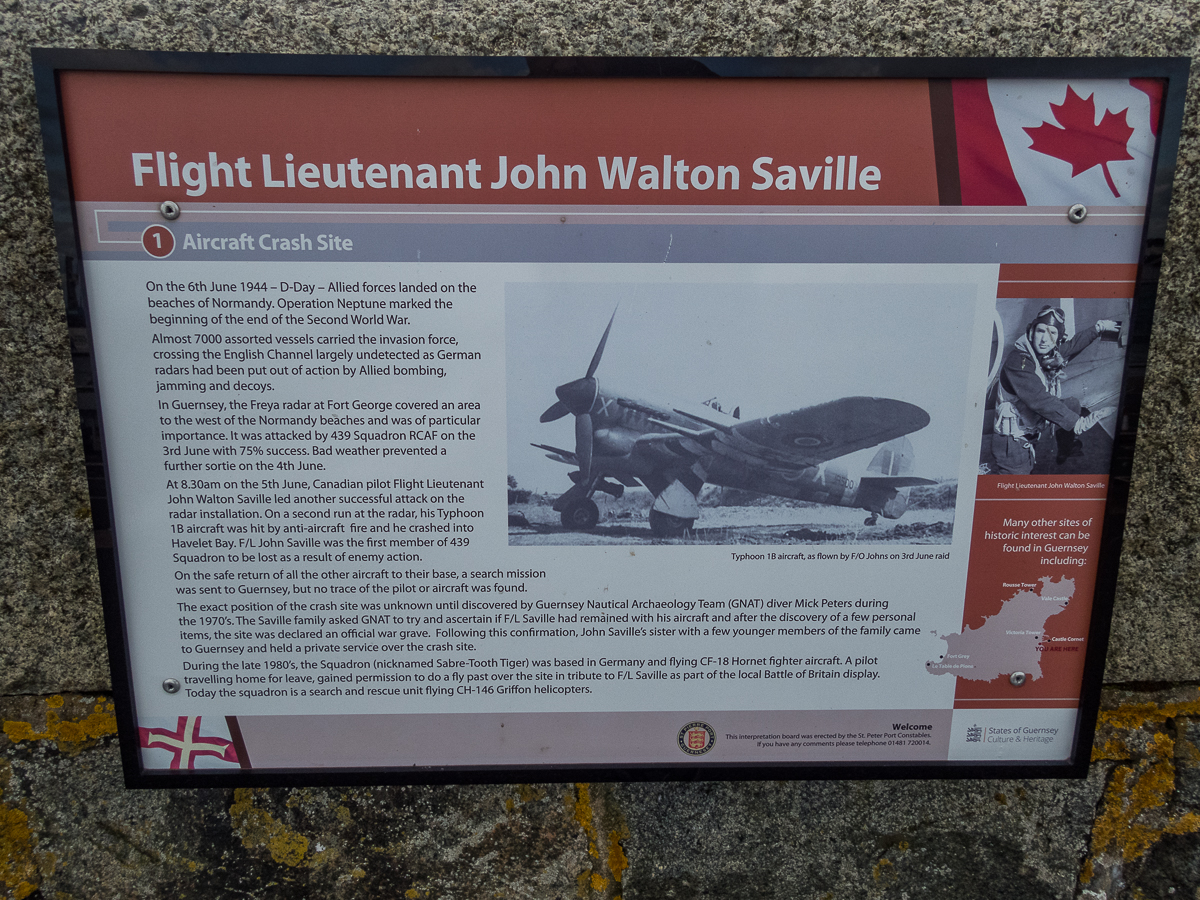 Flight Lieutenant John Walton Saville
1 Aircraft Crash Site
On the 6th June 1944 – D-Day – Allied forces landed on the
beaches of Normandy. Operation Neptune marked the
beginning of the end of the Second World War.
Almost 7000 assorted vessels carried the invasion force,
crossing the English Channel largely undetected as German
radars had been put out of action by Allied bombing,
jamming and decoys.
In Guernsey, the Freya radar at Fort George covered an area
to the west of the Normandy beaches and was of particular
importance. It was attacked by 439 Squadron RCAF on the
3rd June with 75% success. Bad weather prevented a
further sortie on the 4th June.
At 8.30am on the 5th June, Canadian pilot Flight Lieutenant
John Walton Saville led another successful attack on the
radar installation. On a second run at the radar, his Typhoon
1B aircraft was hit by anti-aircraft fire and he crashed into
Havelet Bay. F/L John Saville was the first member of 439
Squadron to be lost as a result of enemy action.
On the safe return of all the other aircraft to their base, a search mission
was sent to Guernsey, but no trace of the pilot or aircraft was found.
The exact position of the crash site was unknown until discovered by Guernsey Nautical Archaeology Team (GNAT) diver Mick Peters during
the 1970's. The Saville family asked GNAT to try and ascertain if F/L Saville had remained with his aircraft and after the discovery of a few personal
items, the site was declared an official war grave. Following this confirmation, John Saville's sister with a few younger members of the family came
to Guernsey and held a private service over the crash site.
During the late 1980's, the Squadron (nicknamed Sabre-Tooth Tiger) was based in Germany and flying CF-18 Hornet fighter aircraft. A pilot
travelling home for leave, gained permission to do a fly past over the site in tribute to F/L Saville as part of the local Battle of Britain display.
Today the squadron is a search and rescue unit flying CH-146 Griffon helicopters.
Typhoon 1B aircraft, as flown by F/O Johns on 3rd June raid
Flight Lieutenant John Walton Saville
Many other sites of
historic interest can be
found in Guernsey
including:
Rousse Tower
Vale Castle
Victoria Tower
Castle Cornet
YOU ARE HERE
Fort Grey
La Table de Pions
Welcome
This interpretation board was erected by the St. Peter Port Constables.
If you have any comments please telephone 01481 720014.
States of Guernsey
Culture & Heritage